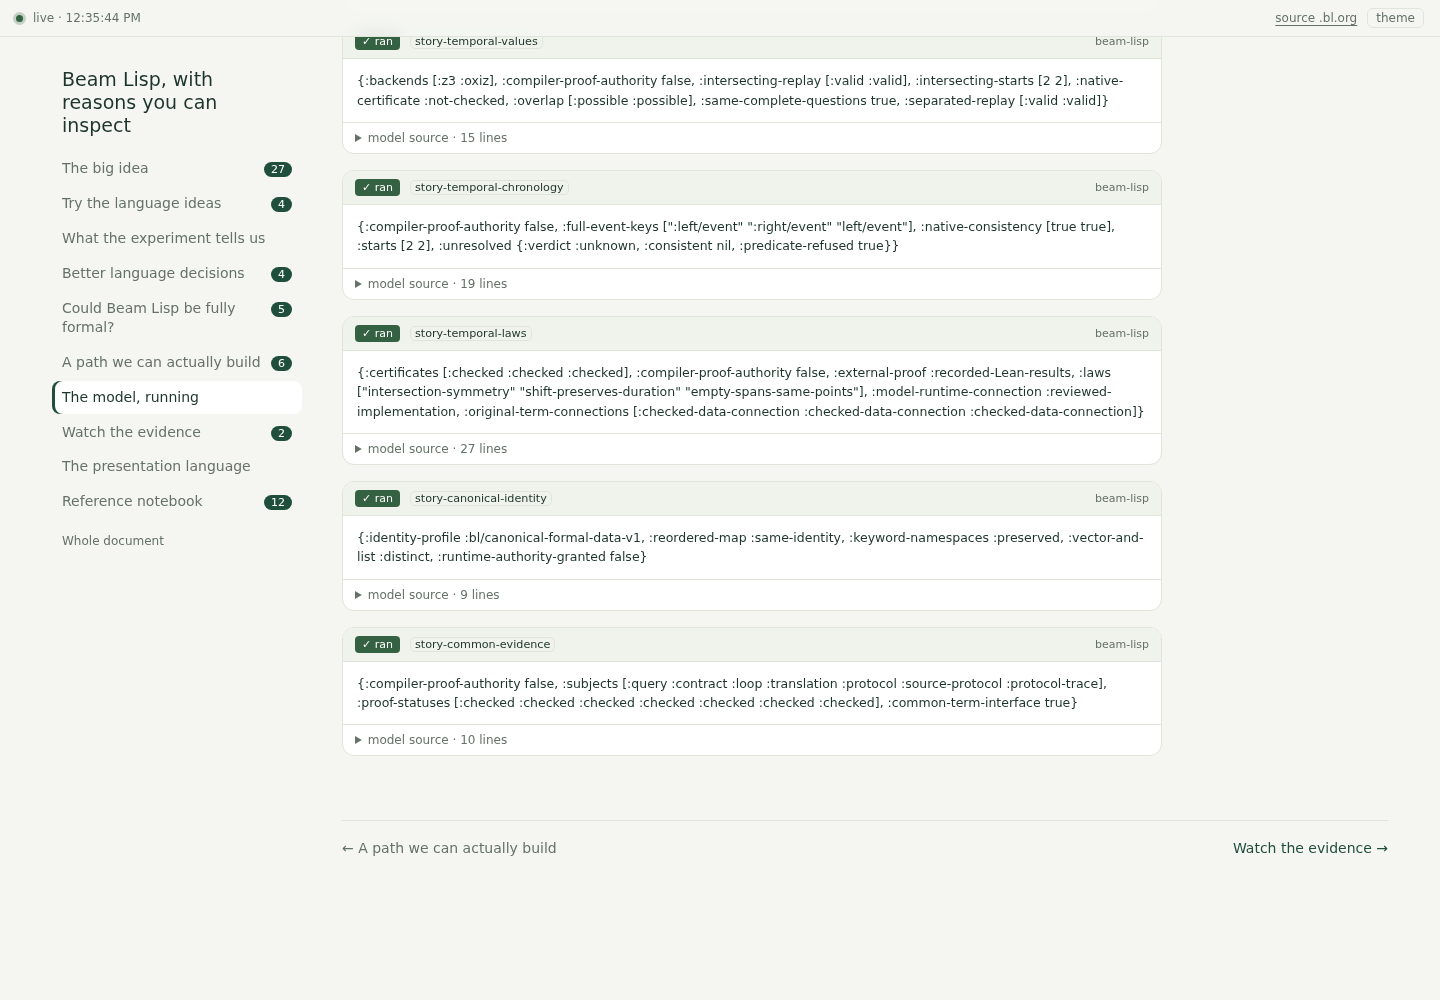 live · 12:35:44 PM
source .bl.org
theme
Beam Lisp, with
reasons you can
inspect
The big idea 27
Try the language ideas 4
What the experiment tells us
Better language decisions 4
Could Beam Lisp be fully
formal? 5
A path we can actually build 6
The model, running
Watch the evidence 2
The presentation language
Reference notebook 12
Whole document
✓ ran story-temporal-values beam-lisp
{:backends [:z3 :oxiz], :compiler-proof-authority false, :intersecting-replay [:valid :valid], :intersecting-starts [2 2], :native-
certificate :not-checked, :overlap [:possible :possible], :same-complete-questions true, :separated-replay [:valid :valid]}
▶ model source · 15 lines
✓ ran story-temporal-chronology beam-lisp
{:compiler-proof-authority false, :full-event-keys [":left/event" ":right/event" "left/event"], :native-consistency [true true],
:starts [2 2], :unresolved {:verdict :unknown, :consistent nil, :predicate-refused true}}
▶ model source · 19 lines
✓ ran story-temporal-laws beam-lisp
{:certificates [:checked :checked :checked], :compiler-proof-authority false, :external-proof :recorded-Lean-results, :laws
["intersection-symmetry" "shift-preserves-duration" "empty-spans-same-points"], :model-runtime-connection :reviewed-
implementation, :original-term-connections [:checked-data-connection :checked-data-connection :checked-data-connection]}
▶ model source · 27 lines
✓ ran story-canonical-identity beam-lisp
{:identity-profile :bl/canonical-formal-data-v1, :reordered-map :same-identity, :keyword-namespaces :preserved, :vector-and-
list :distinct, :runtime-authority-granted false}
▶ model source · 9 lines
✓ ran story-common-evidence beam-lisp
{:compiler-proof-authority false, :subjects [:query :contract :loop :translation :protocol :source-protocol :protocol-trace],
:proof-statuses [:checked :checked :checked :checked :checked :checked :checked], :common-term-interface true}
▶ model source · 10 lines
← A path we can actually build
Watch the evidence →